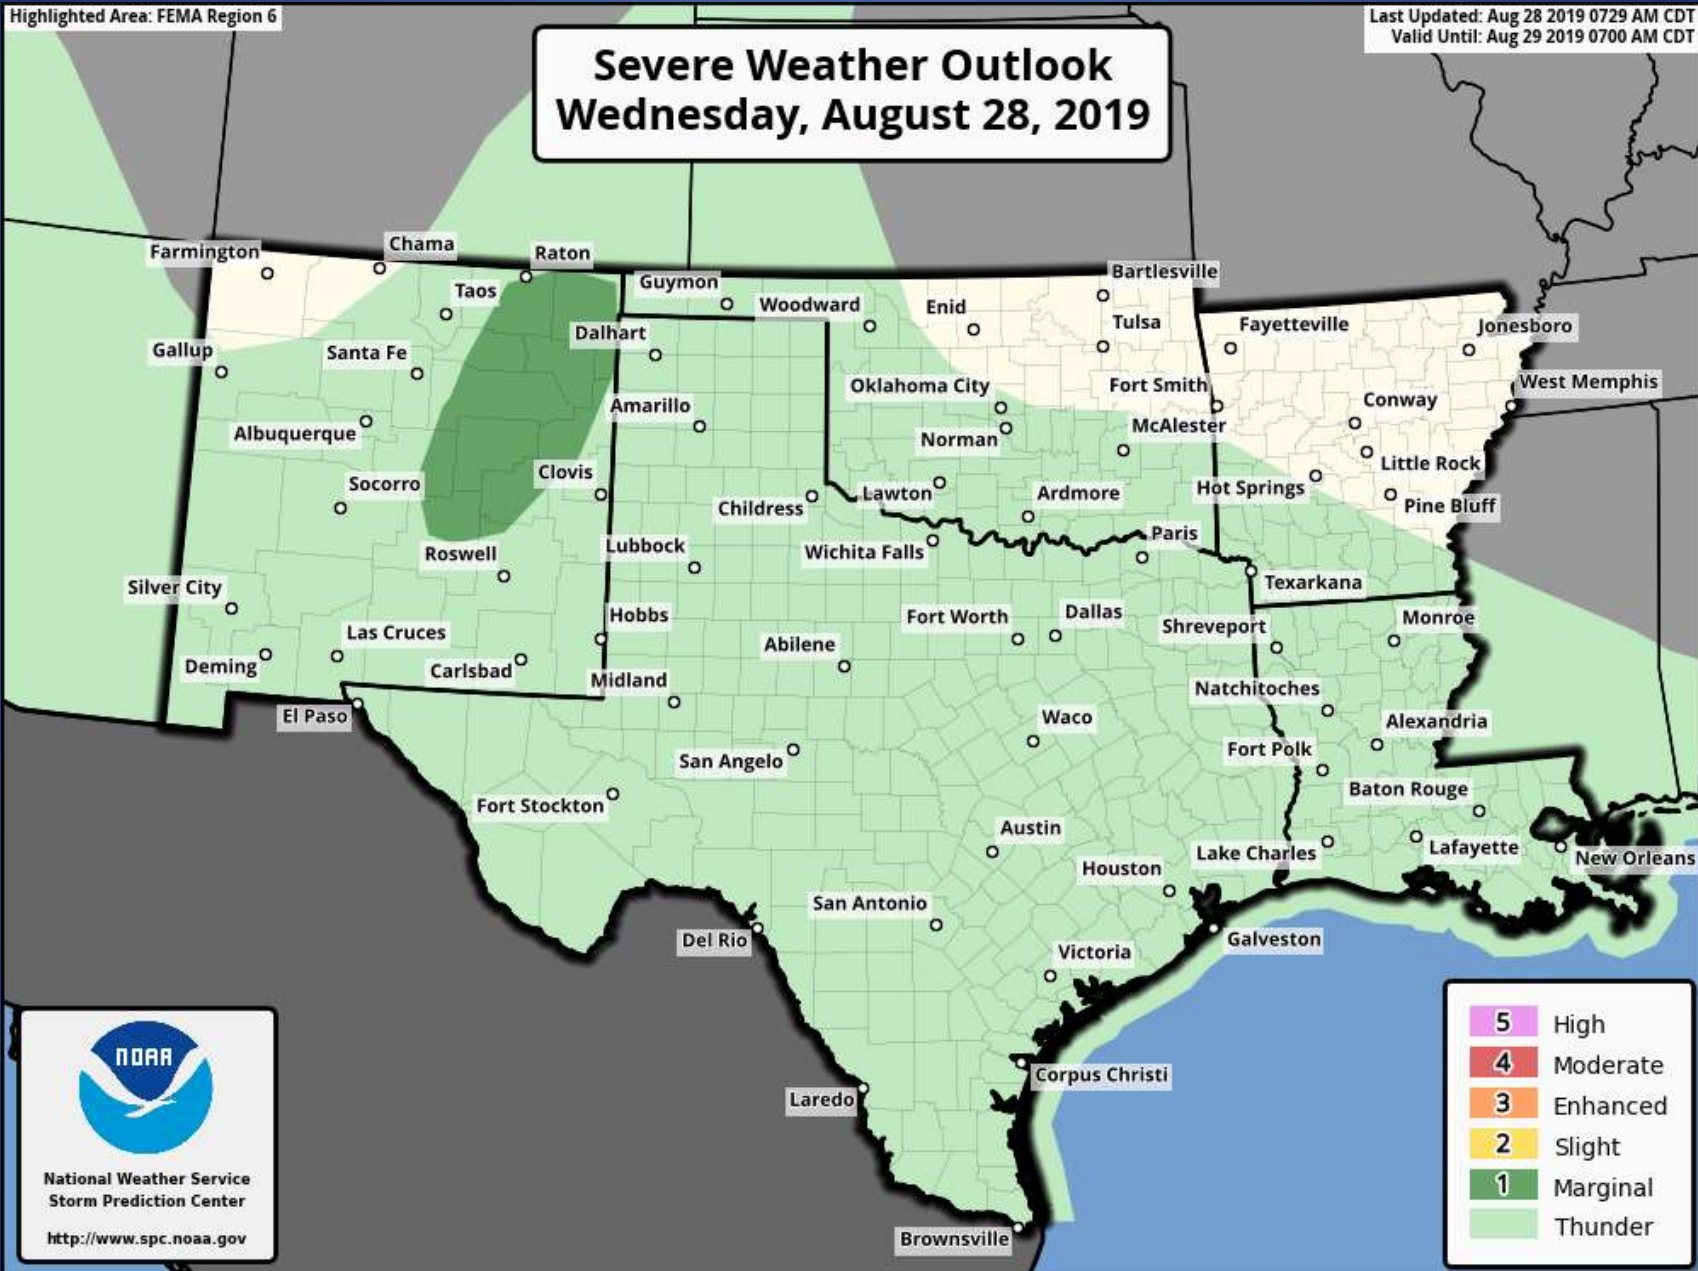 Highlighted Area: FEMA Region 6
Last Updated: Aug 28 2019 0729 AM CDT
Valid Until: Aug 29 2019 0700 AM CDT
Severe Weather Outlook
Wednesday, August 28, 2019
Farmington
Chama
Raton
Taos
Guymon
Woodward
Enid
Bartlesville
Tulsa
Fayetteville
Jonesboro
Gallup
Santa Fe
Dalhart
Oklahoma City
Fort Smith
West Memphis
Conway
Amarillo
Albuquerque
Norman
McAlester
Little Rock
Socorro
Clovis
Childress
Lawton
Ardmore
Hot Springs
Pine Bluff
Roswell
Lubbock
Wichita Falls
Paris
Texarkana
Silver City
Hobbs
Fort Worth
Dallas
Shreveport
Monroe
Las Cruces
Abilene
Deming
Carlsbad
Midland
Natchitoches
El Paso
Waco
Alexandria
San Angelo
Fort Polk
Fort Stockton
Baton Rouge
Austin
Houston
Lake Charles
Lafayette
New Orleans
San Antonio
Del Rio
Galveston
Victoria
Corpus Christi
Laredo
Brownsville
NOAA
National Weather Service
Storm Prediction Center
http://www.spc.noaa.gov
5 High
4 Moderate
3 Enhanced
2 Slight
1 Marginal
Thunder